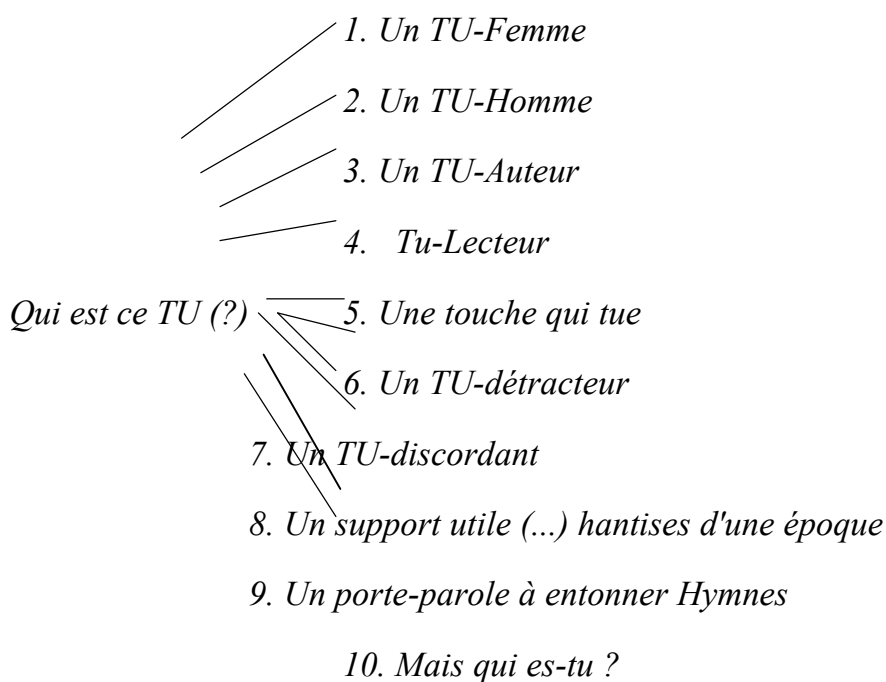 1. Un TU-Femme
2. Un TU-Homme
3. Un TU-Auteur
4. Tu-Lecteur
Qui est ce TU (?) 5. Une touche qui tue
6. Un TU-détracteur
7. Un TU-discordant
8. Un support utile (...) hantises d'une époque
9. Un porte-parole à entonner Hymnes
10. Mais qui es-tu ?